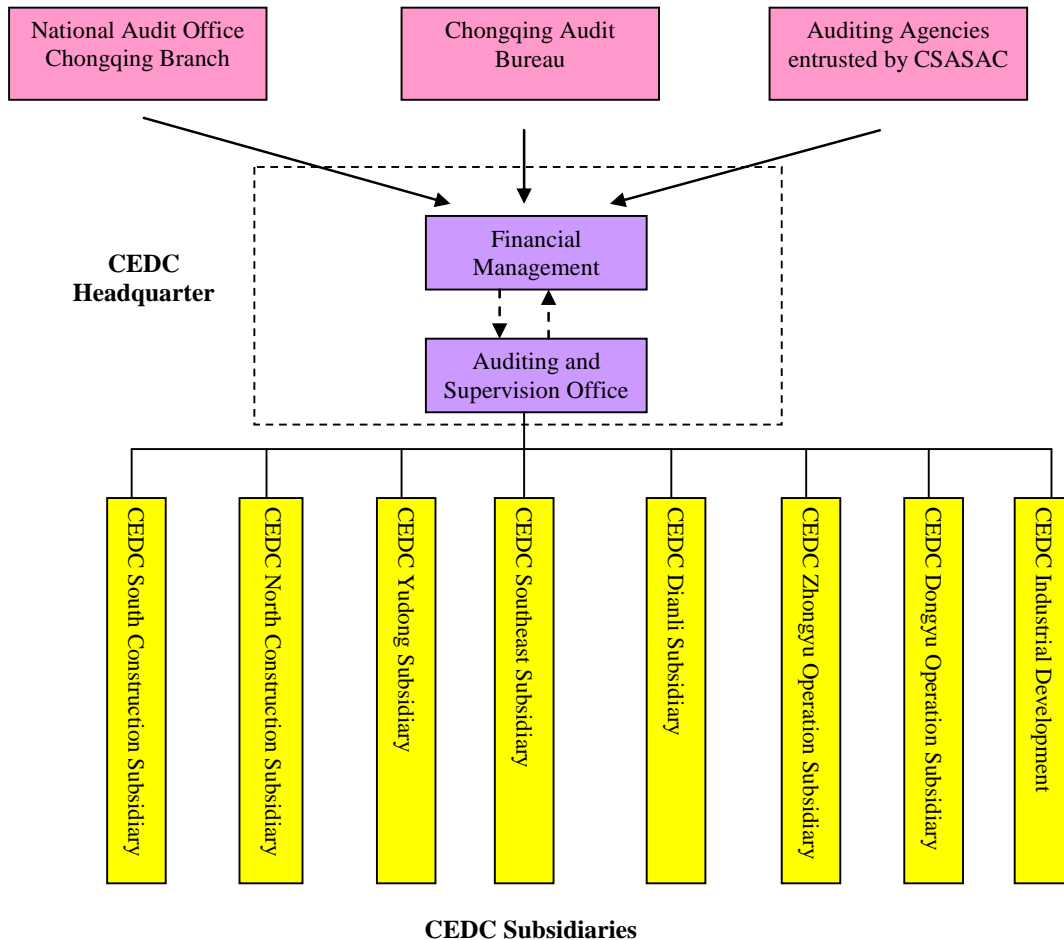 National Audit Office
Chongqing Branch
Chongqing Audit
Bureau
Auditing Agencies
entrusted by CSASAC
Financial
Management
CEDC
Headquarter
Auditing and
Supervision Office
CEDC South Construction Subsidiary
CEDC North Construction Subsidiary
CEDC Yudong Subsidiary
CEDC Southeast Subsidiary
CEDC Dianli Subsidiary
CEDC Zhongyu Operation Subsidiary
CEDC Dongyu Operation Subsidiary
CEDC Industrial Development
CEDC Subsidiaries